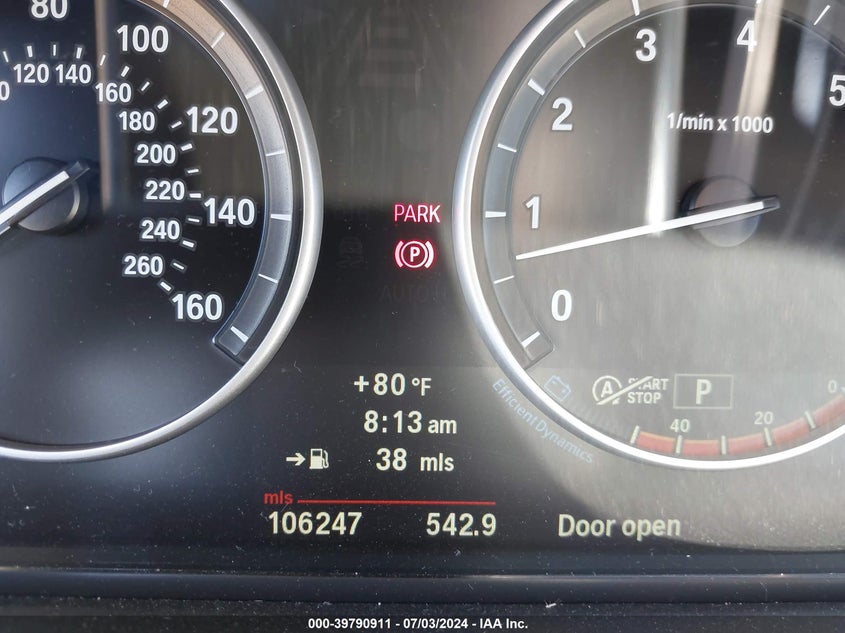 80
100
120 140
160
180
120
200
220
140
240
260
160
PARK
P
+80 °F
8:13 am
38 mls
mls
106247 542.9 Door open
4
3
5
2
1/min x 1000
1
0
A START
STOP
P
EfficientDynamics
40
20
0
000-39790911 - 07/03/2024 - IAA Inc.